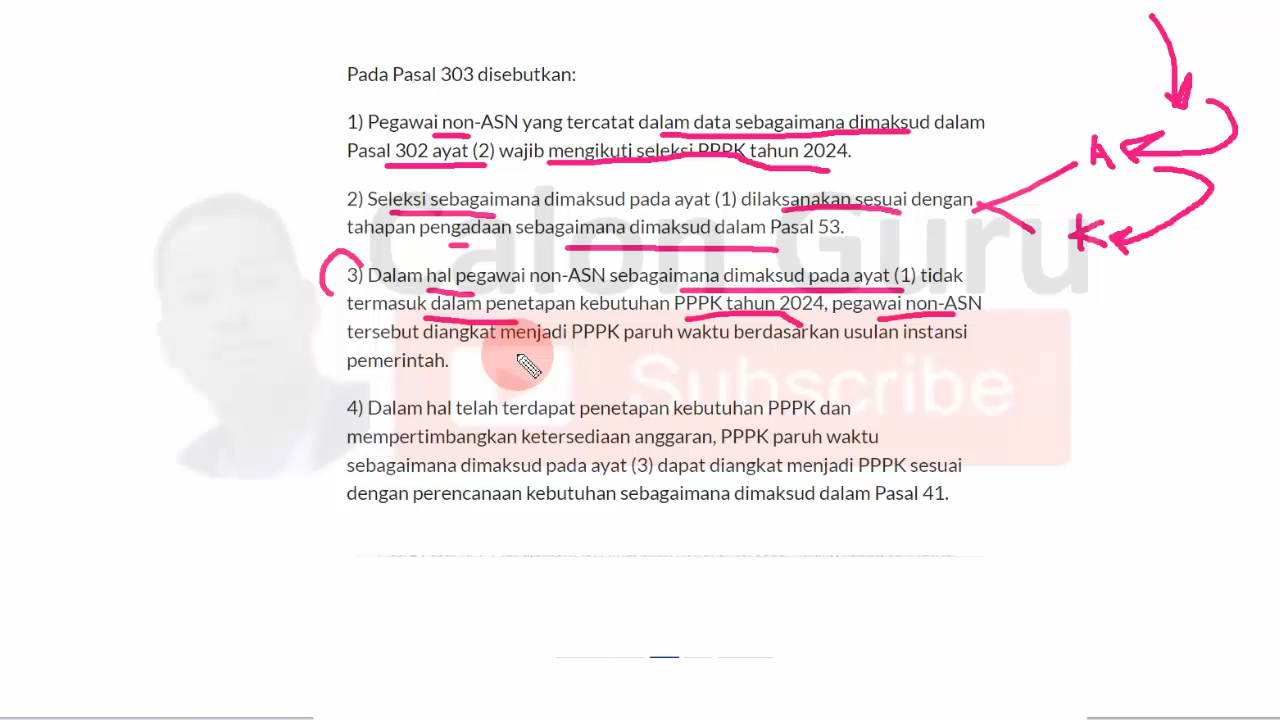 Pada Pasal 303 disebutkan:
1) Pegawai non-ASN yang tercatat dalam data sebagaimana dimaksud dalam
Pasal 302 ayat (2) wajib mengikuti seleksi PPPK tahun 2024.
2) Seleksi sebagaimana dimaksud pada ayat (1) dilaksanakan sesuai dengan
tahapan pengadaan sebagaimana dimaksud dalam Pasal 53.
3) Dalam hal pegawai non-ASN sebagaimana dimaksud pada ayat (1) tidak
termasuk dalam penetapan kebutuhan PPPK tahun 2024, pegawai non-ASN
tersebut diangkat menjadi PPPK paruh waktu berdasarkan usulan instansi
pemerintah.
4) Dalam hal telah terdapat penetapan kebutuhan PPPK dan
mempertimbangkan ketersediaan anggaran, PPPK paruh waktu
sebagaimana dimaksud pada ayat (3) dapat diangkat menjadi PPPK sesuai
dengan perencanaan kebutuhan sebagaimana dimaksud dalam Pasal 41.
A
K
Calon Guru
Subscribe